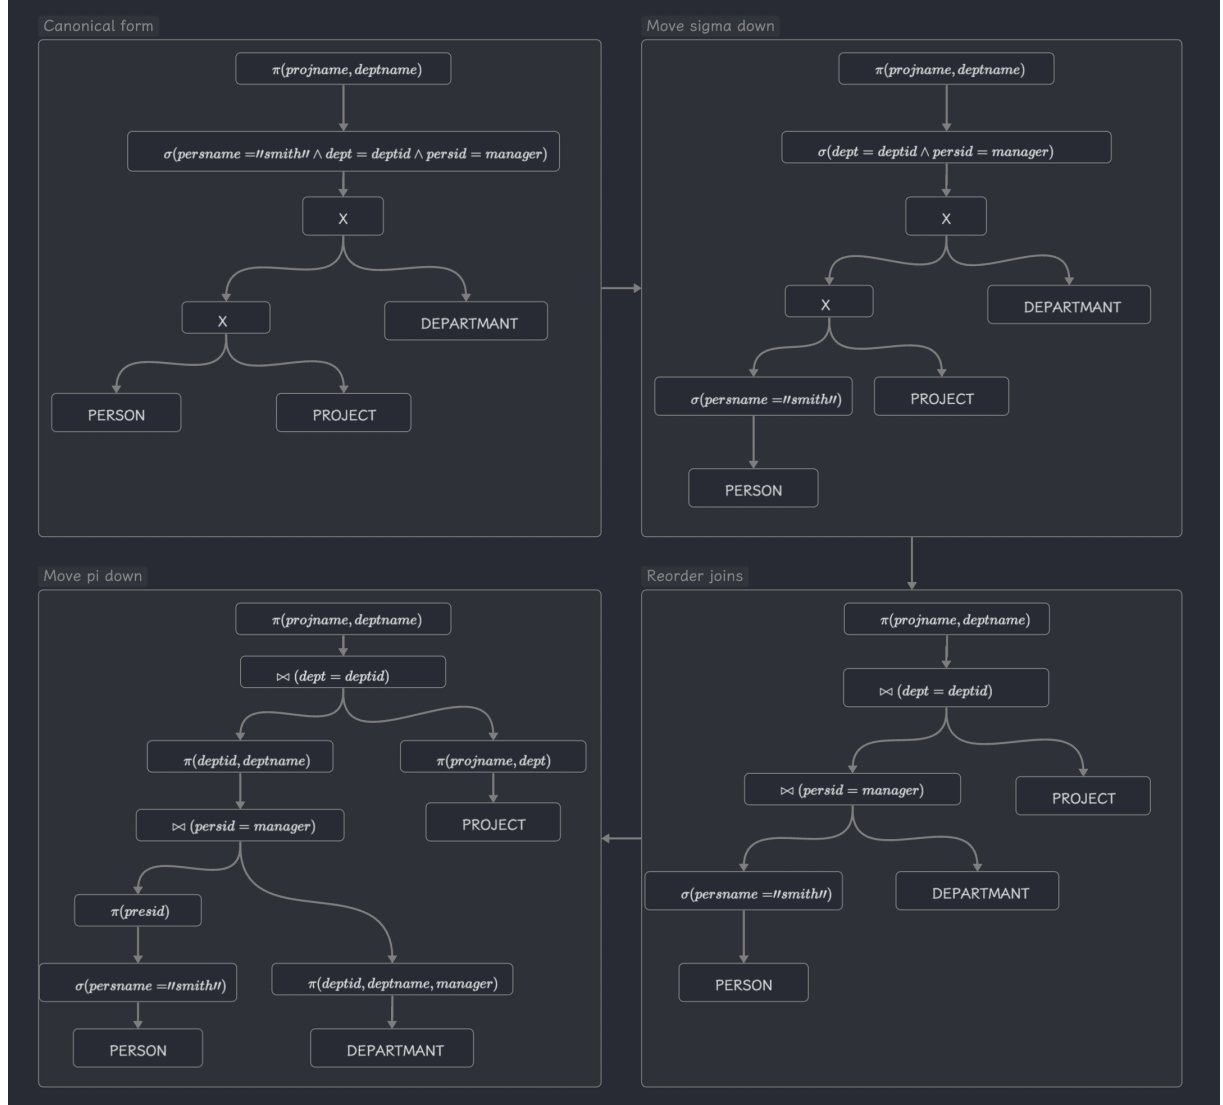 Canonical form
π(projname, deptname)
σ(persname =″smith″ ∧ dept = deptid ∧ persid = manager)
X
X
DEPARTMANT
PERSON
PROJECT
Move sigma down
π(projname, deptname)
σ(dept = deptid ∧ persid = manager)
X
X
DEPARTMANT
σ(persname =″smith″)
PROJECT
PERSON
Reorder joins
π(projname, deptname)
⋈ (dept = deptid)
⋈ (persid = manager)
PROJECT
σ(persname =″smith″)
DEPARTMANT
PERSON
Move pi down
π(projname, deptname)
⋈ (dept = deptid)
π(deptid, deptname)
π(projname, dept)
⋈ (persid = manager)
PROJECT
π(presid)
σ(persname =″smith″)
π(deptid, deptname, manager)
PERSON
DEPARTMANT